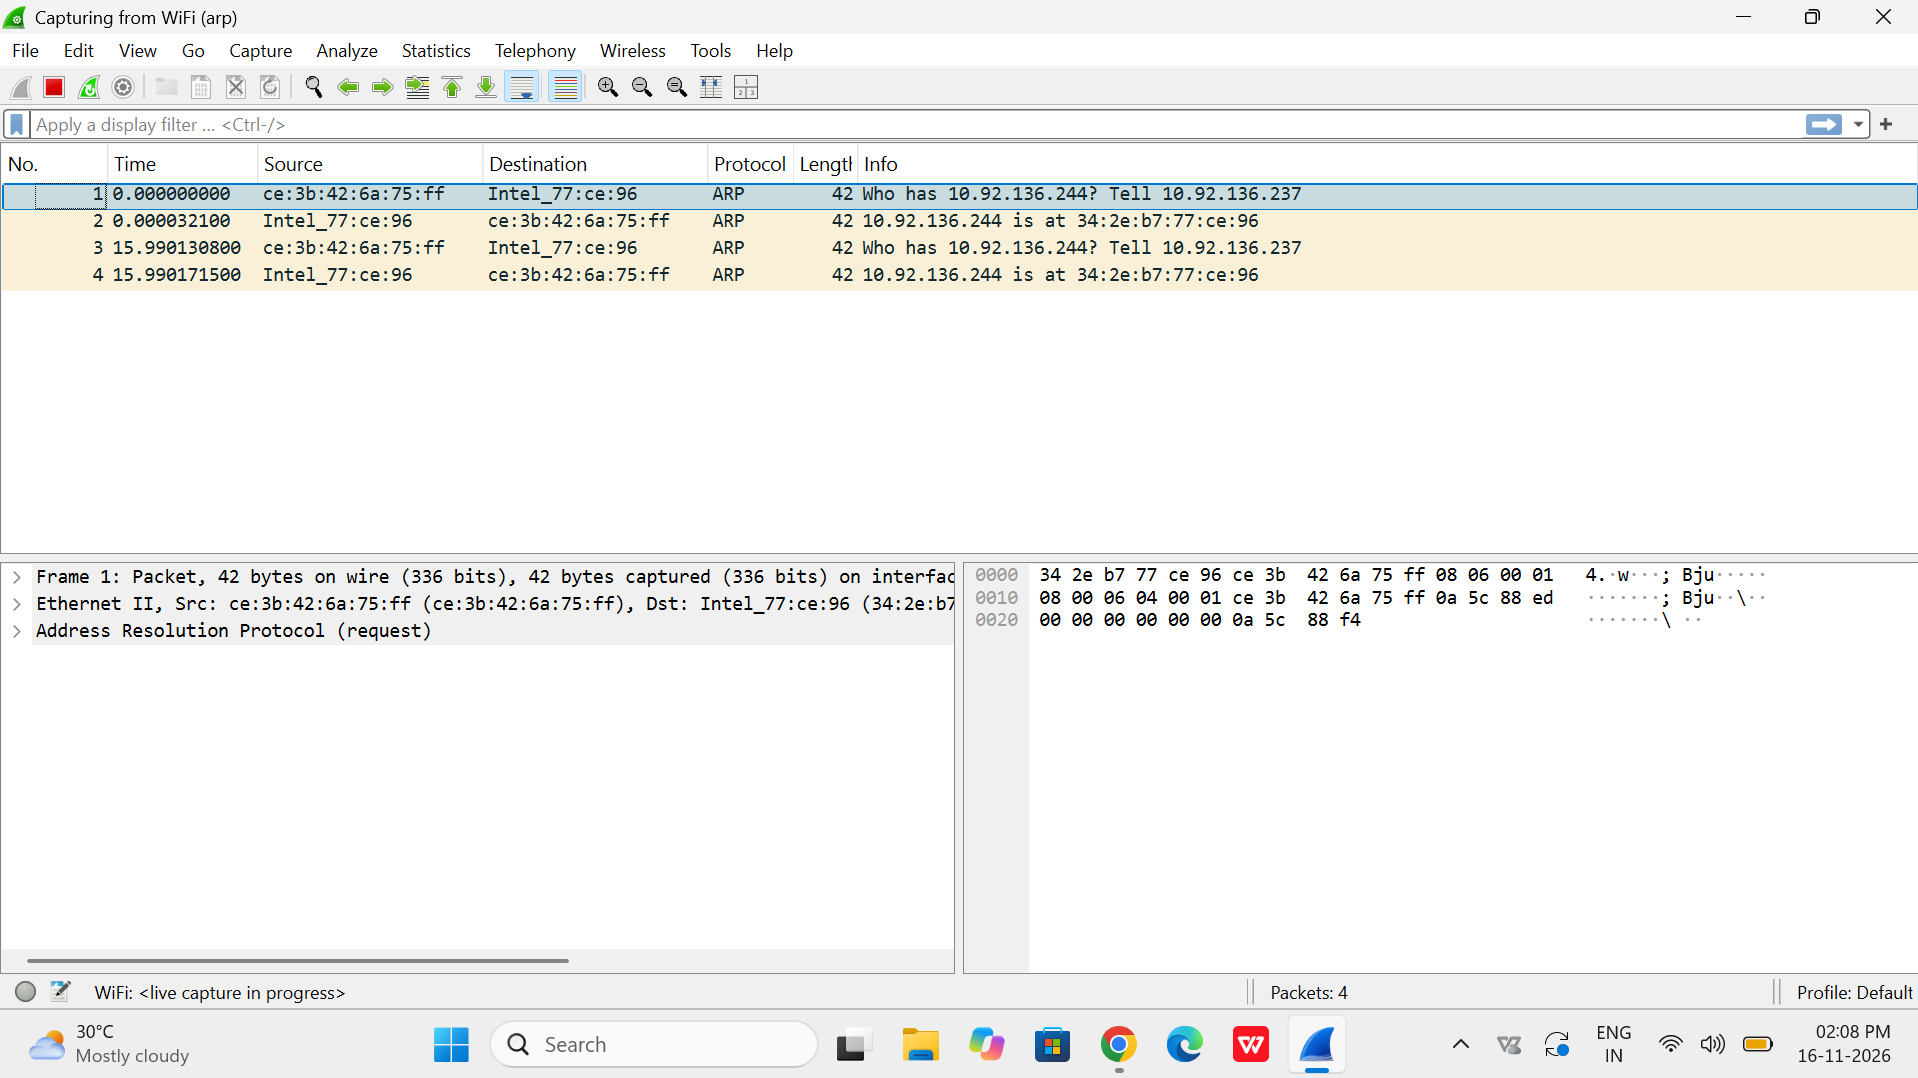 Capturing from WiFi (arp)
File Edit View Go Capture Analyze Statistics Telephony Wireless Tools Help
Apply a display filter ... <Ctrl-/>
No. Time Source Destination Protocol Length Info
1 0.000000000 ce:3b:42:6a:75:ff Intel_77:ce:96 ARP 42 Who has 10.92.136.244? Tell 10.92.136.237
2 0.000032100 Intel_77:ce:96 ce:3b:42:6a:75:ff ARP 42 10.92.136.244 is at 34:2e:b7:77:ce:96
3 15.990130800 ce:3b:42:6a:75:ff Intel_77:ce:96 ARP 42 Who has 10.92.136.244? Tell 10.92.136.237
4 15.990171500 Intel_77:ce:96 ce:3b:42:6a:75:ff ARP 42 10.92.136.244 is at 34:2e:b7:77:ce:96
Frame 1: Packet, 42 bytes on wire (336 bits), 42 bytes captured (336 bits) on interfac
Ethernet II, Src: ce:3b:42:6a:75:ff (ce:3b:42:6a:75:ff), Dst: Intel_77:ce:96 (34:2e:b7
Address Resolution Protocol (request)
0000 34 2e b7 77 ce 96 ce 3b 42 6a 75 ff 08 06 00 01 4.·w···; Bju·····
0010 08 00 06 04 00 01 ce 3b 42 6a 75 ff 0a 5c 88 ed ·······; Bju··\··
0020 00 00 00 00 00 00 0a 5c 88 f4 ·······\ ··
WiFi: <live capture in progress> Packets: 4 Profile: Default
30°C
Mostly cloudy
Search
ENG
IN
02:08 PM
16-11-2026